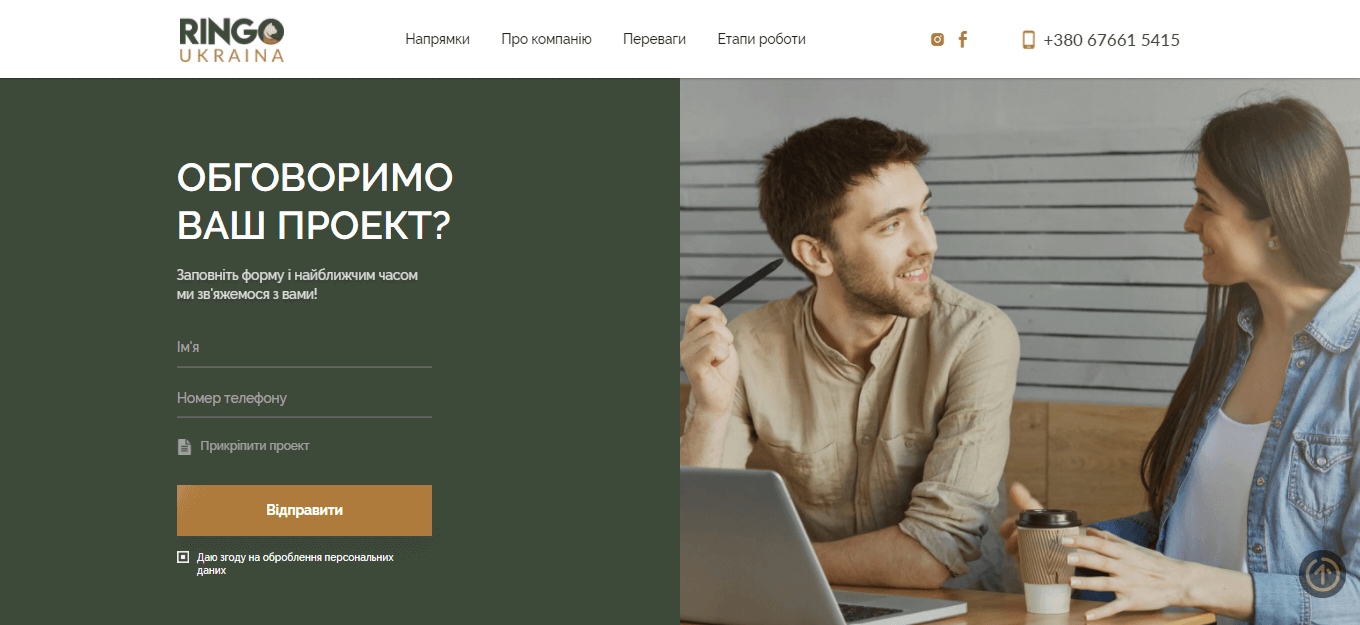 RINGO
UKRAINA
Напрямки
Про компанію
Переваги
Етапи роботи
+380 67661 5415
ОБГОВОРИМО
ВАШ ПРОЕКТ?
Заповніть форму і найближчим часом
ми зв'яжемося з вами!
Ім'я
Номер телефону
Прикріпити проект
Відправити
Даю згоду на оброблення персональних
даних